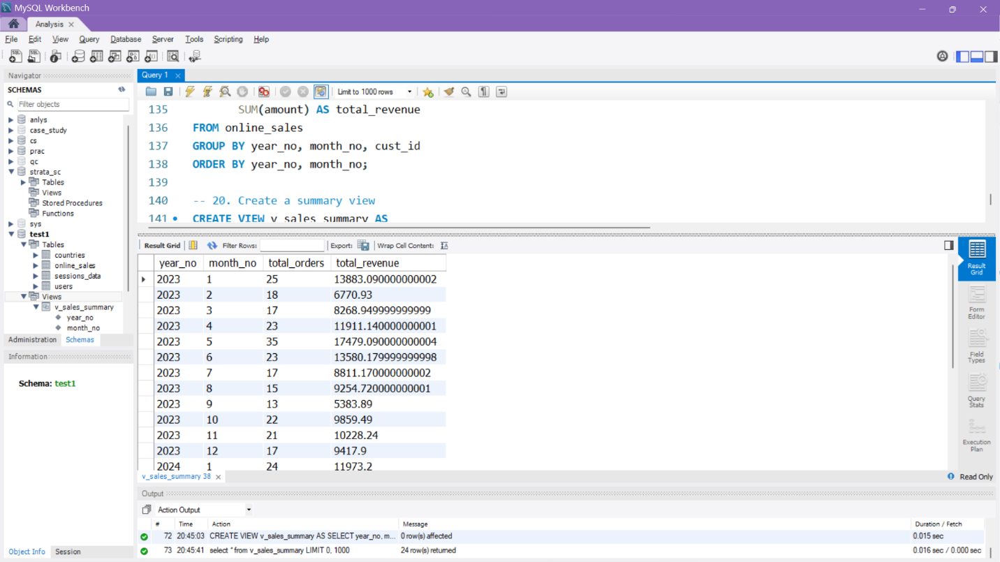 MySQL Workbench
Analysis
File Edit View Query Database Server Tools Scripting Help
Navigator
SCHEMAS
Filter objects
anlys
case_study
cs
prac
qc
strata_sc
Tables
Views
Stored Procedures
Functions
sys
test1
Tables
countries
online_sales
sessions_data
users
Views
v_sales_summary
year_no
month_no
Administration Schemas
Information
Schema: test1
Object Info Session
Query 1
Limit to 1000 rows
135 SUM(amount) AS total_revenue
136 FROM online_sales
137 GROUP BY year_no, month_no, cust_id
138 ORDER BY year_no, month_no;
139
140 -- 20. Create a summary view
141 CREATE VIEW v_sales_summary AS
Result Grid Filter Rows: Export: Wrap Cell Content:
year_no month_no total_orders total_revenue
2023 1 25 13883.090000000002
2023 2 18 6770.93
2023 3 17 8268.949999999999
2023 4 23 11911.140000000001
2023 5 35 17479.090000000004
2023 6 23 13580.179999999998
2023 7 17 8811.170000000002
2023 8 15 9254.720000000001
2023 9 13 5383.89
2023 10 22 9859.49
2023 11 21 10228.24
2023 12 17 9417.9
2024 1 24 11973.2
Result
Grid
Form
Editor
Field
Types
Query
Stats
Execution
Plan
v_sales_summary 38
Read Only
Output
Action Output
# Time Action Message Duration / Fetch
72 20:45:03 CREATE VIEW v_sales_summary AS SELECT year_no, m... 0 row(s) affected 0.015 sec
73 20:45:41 select * from v_sales_summary LIMIT 0, 1000 24 row(s) returned 0.016 sec / 0.000 sec